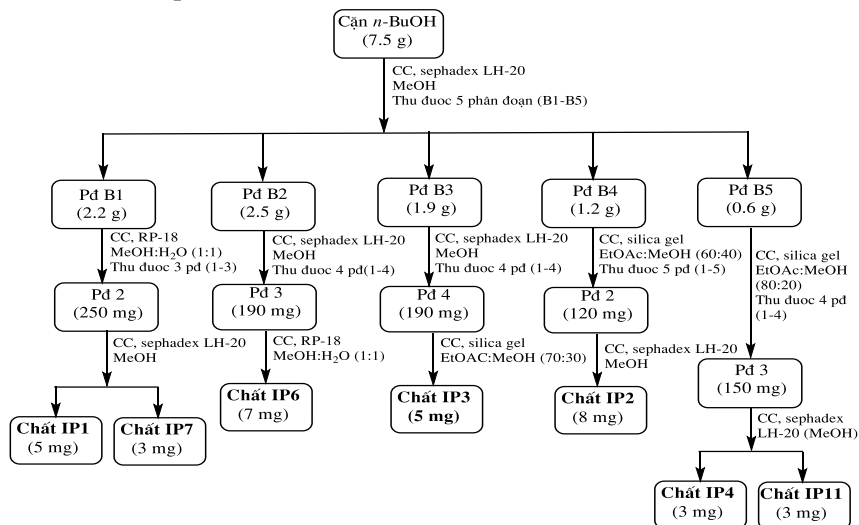 Cặn n-BuOH
(7.5 g)
CC, sephadex LH-20
MeOH
Thu đuoc 5 phân đoạn (B1-B5)
Pđ B1
(2.2 g)
Pđ B2
(2.5 g)
Pđ B3
(1.9 g)
Pđ B4
(1.2 g)
Pđ B5
(0.6 g)
CC, RP-18
MeOH:H2O (1:1)
Thu đuoc 3 pđ (1-3)
CC, sephadex LH-20
MeOH
Thu đuoc 4 pđ(1-4)
CC, sephadex LH-20
MeOH
Thu đuoc 4 pđ (1-4)
CC, silica gel
EtOAc:MeOH (60:40)
Thu đuoc 5 pđ (1-5)
CC, silica gel
EtOAc:MeOH
(80:20)
Thu đuoc 4 pđ
(1-4)
Pđ 2
(250 mg)
Pđ 3
(190 mg)
Pđ 4
(190 mg)
Pđ 2
(120 mg)
CC, sephadex LH-20
MeOH
CC, RP-18
MeOH:H2O (1:1)
CC, silica gel
EtOAC:MeOH (70:30)
CC, sephadex LH-20
MeOH
Pđ 3
(150 mg)
Chất IP1
(5 mg)
Chất IP7
(3 mg)
Chất IP6
(7 mg)
Chất IP3
(5 mg)
Chất IP2
(8 mg)
CC, sephadex
LH-20 (MeOH)
Chất IP4
(3 mg)
Chất IP11
(3 mg)